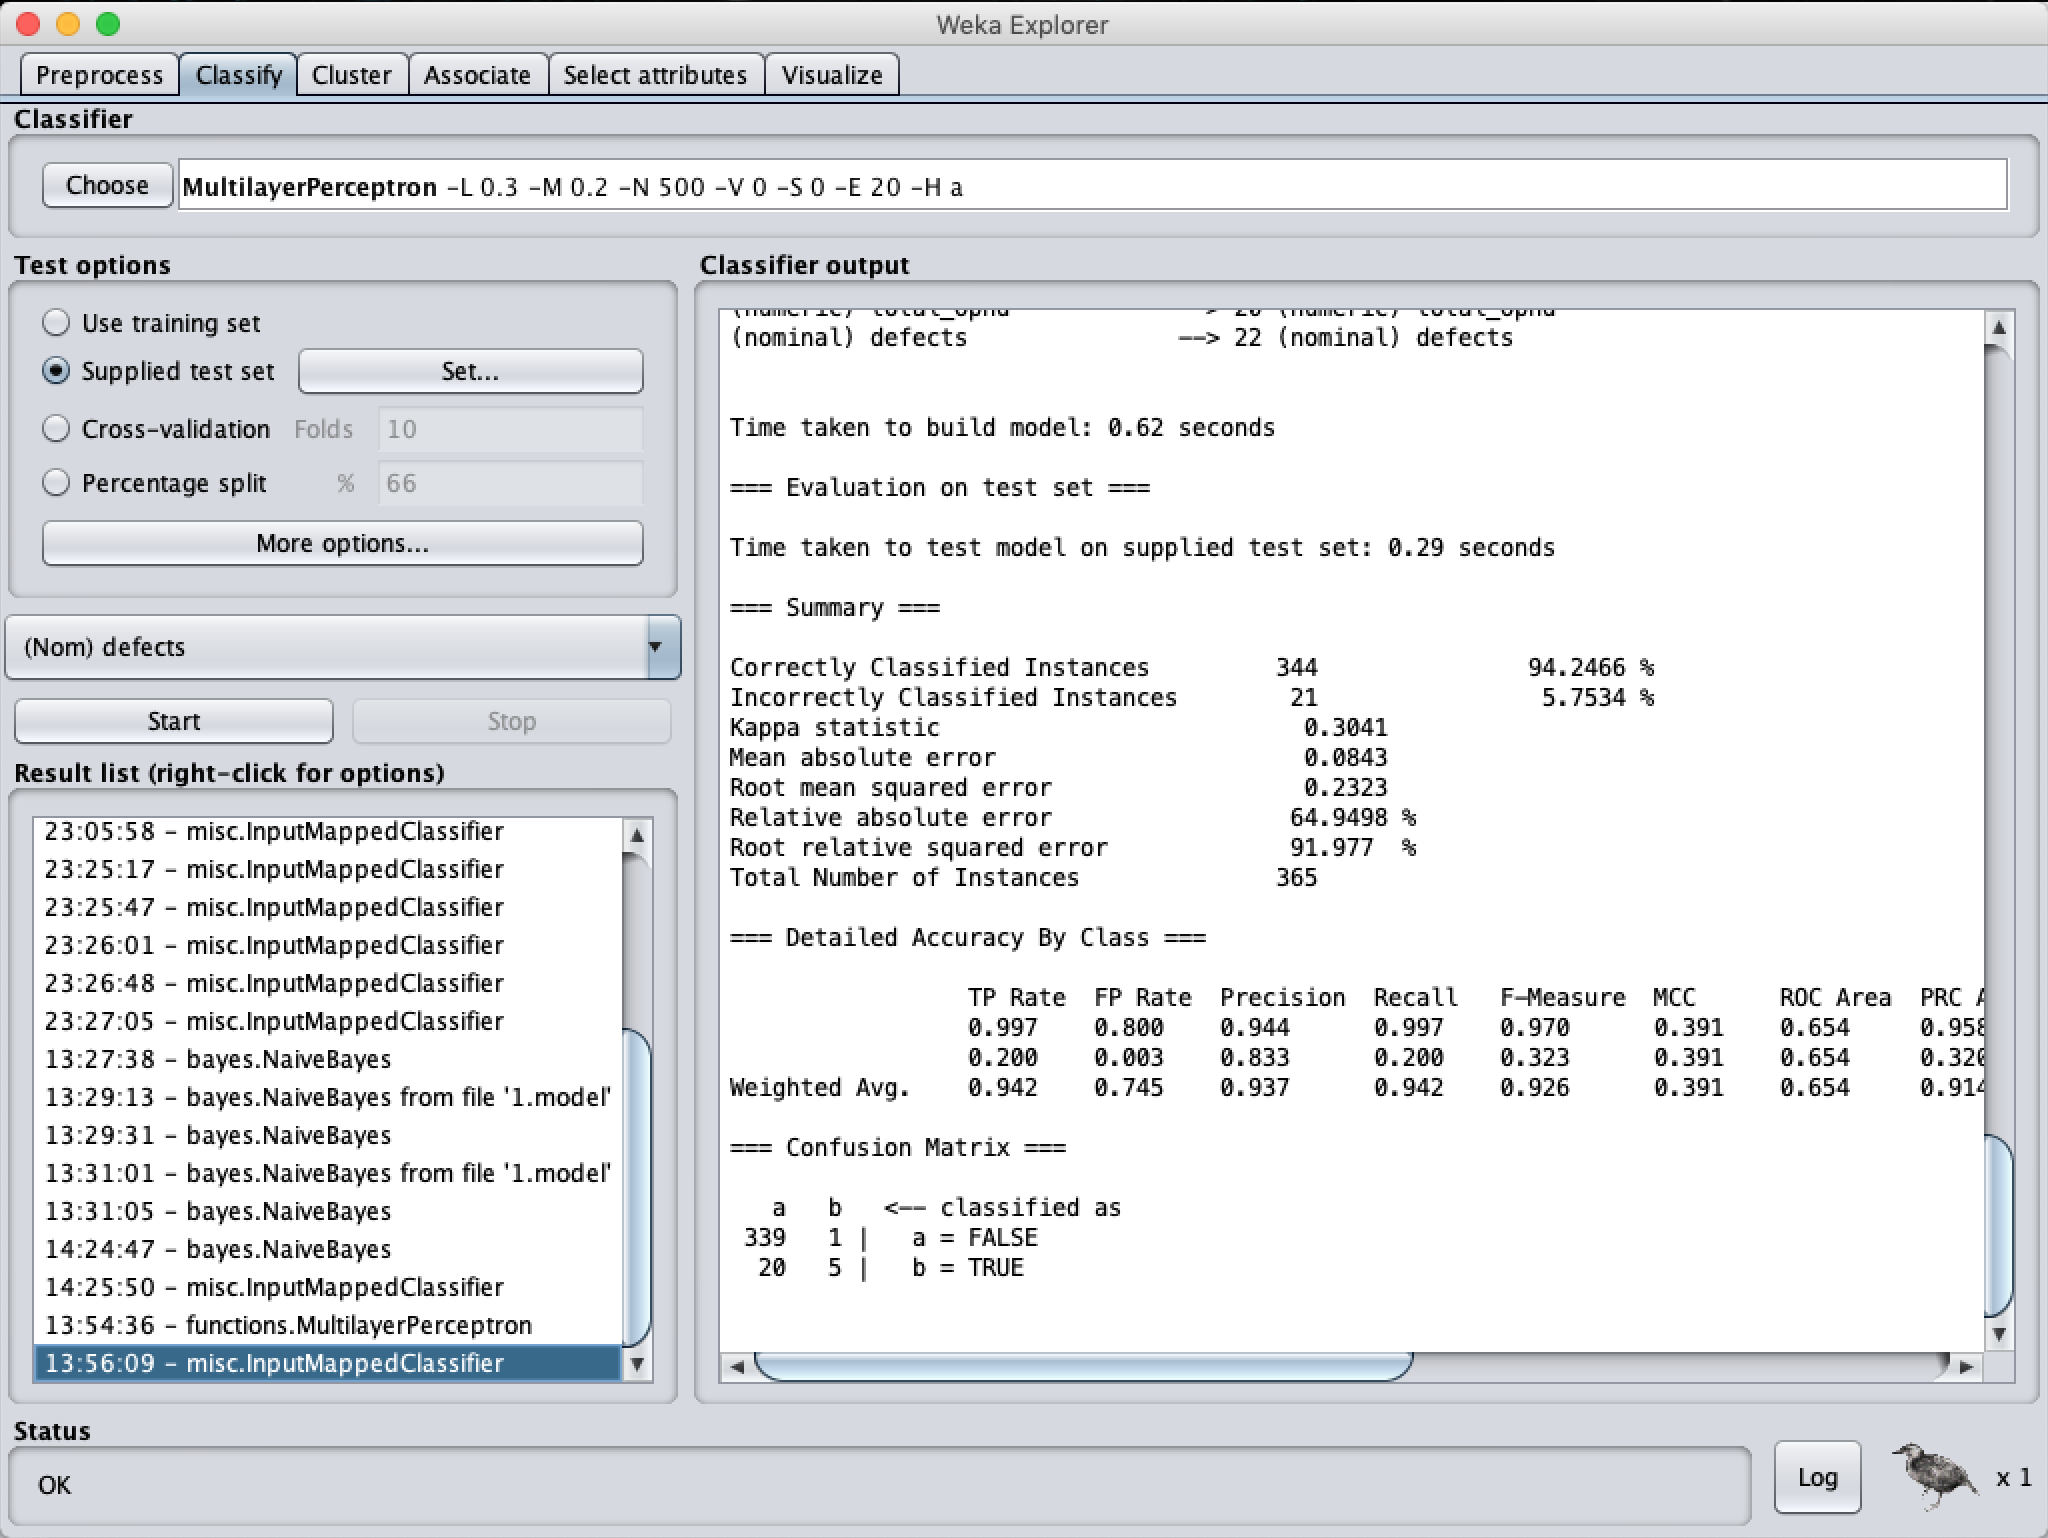 Weka Explorer
Preprocess Classify Cluster Associate Select attributes Visualize
Classifier
Choose MultilayerPerceptron -L 0.3 -M 0.2 -N 500 -V 0 -S 0 -E 20 -H a
Test options
Use training set
Supplied test set Set...
Cross-validation Folds 10
Percentage split % 66
More options...
(Nom) defects
Start Stop
Result list (right-click for options)
23:05:58 - misc.InputMappedClassifier
23:25:17 - misc.InputMappedClassifier
23:25:47 - misc.InputMappedClassifier
23:26:01 - misc.InputMappedClassifier
23:26:48 - misc.InputMappedClassifier
23:27:05 - misc.InputMappedClassifier
13:27:38 - bayes.NaiveBayes
13:29:13 - bayes.NaiveBayes from file '1.model'
13:29:31 - bayes.NaiveBayes
13:31:01 - bayes.NaiveBayes from file '1.model'
13:31:05 - bayes.NaiveBayes
14:24:47 - bayes.NaiveBayes
14:25:50 - misc.InputMappedClassifier
13:54:36 - functions.MultilayerPerceptron
13:56:09 - misc.InputMappedClassifier
Classifier output
(nominal) defects --> 22 (nominal) defects
Time taken to build model: 0.62 seconds
=== Evaluation on test set ===
Time taken to test model on supplied test set: 0.29 seconds
=== Summary ===
Correctly Classified Instances 344 94.2466 %
Incorrectly Classified Instances 21 5.7534 %
Kappa statistic 0.3041
Mean absolute error 0.0843
Root mean squared error 0.2323
Relative absolute error 64.9498 %
Root relative squared error 91.977 %
Total Number of Instances 365
=== Detailed Accuracy By Class ===
TP Rate FP Rate Precision Recall F-Measure MCC ROC Area PRC
0.997 0.800 0.944 0.997 0.970 0.391 0.654 0.958
0.200 0.003 0.833 0.200 0.323 0.391 0.654 0.320
Weighted Avg. 0.942 0.745 0.937 0.942 0.926 0.391 0.654 0.914
=== Confusion Matrix ===
a b <-- classified as
339 1 | a = FALSE
20 5 | b = TRUE
Status
OK
Log x 1